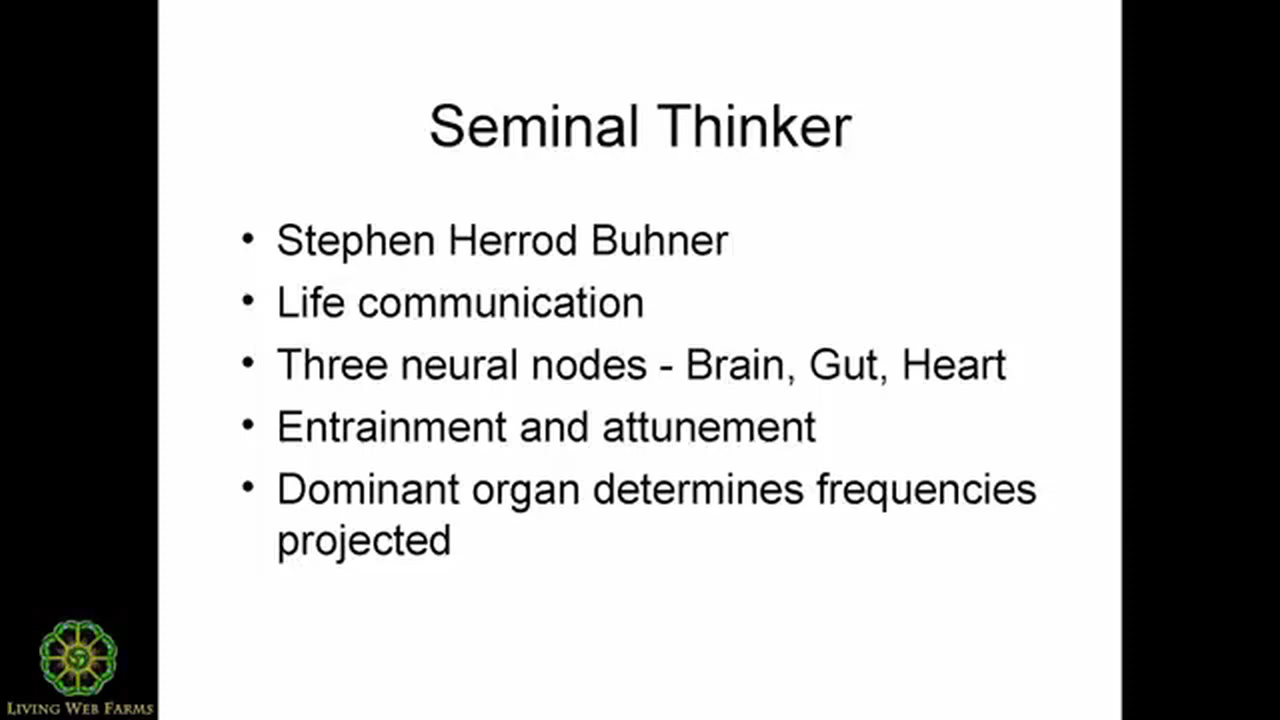 Seminal Thinker
• Stephen Herrod Buhner
• Life communication
• Three neural nodes - Brain, Gut, Heart
• Entrainment and attunement
• Dominant organ determines frequencies
projected
LIVING WEB FARMS